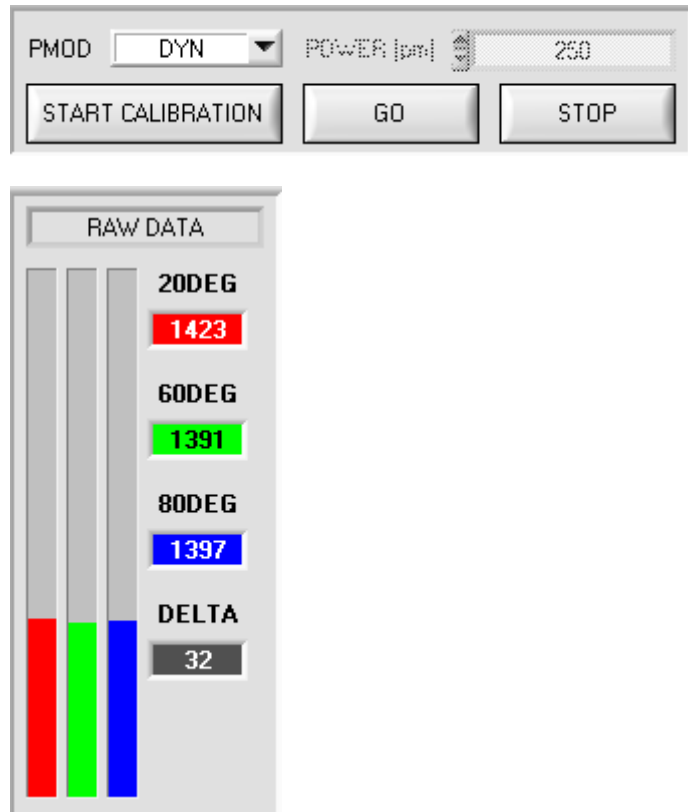 PMOD DYN POWER [pm] 250
START CALIBRATION GO STOP
RAW DATA
20DEG
1423
60DEG
1391
80DEG
1397
DELTA
32